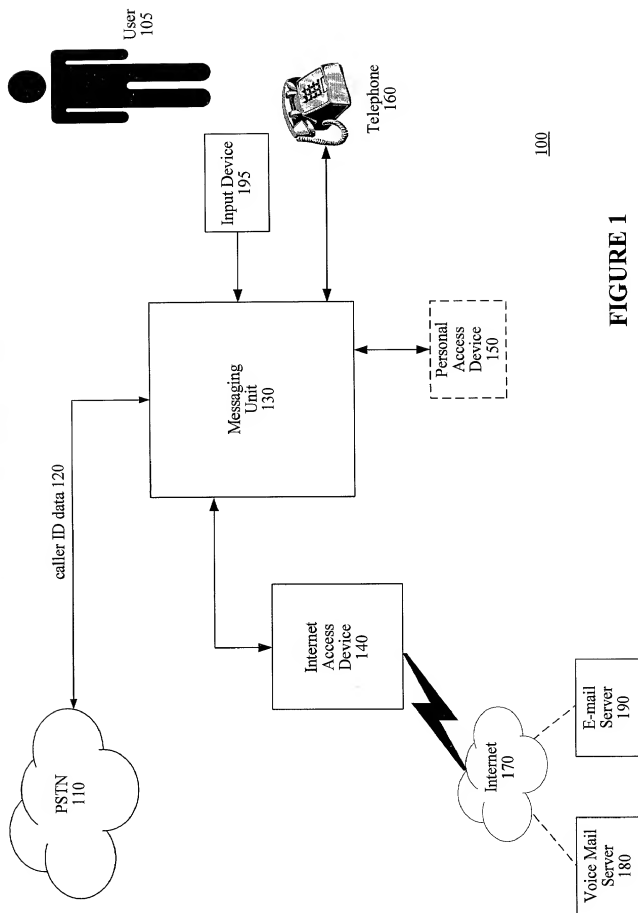 User
105
PSTN
110
caller ID data 120
Input Device
195
Telephone
160
Messaging
Unit
130
Internet
Access
Device
140
Personal
Access
Device
150
Internet
170
Voice Mail
Server
180
E-mail
Server
190
100
FIGURE 1